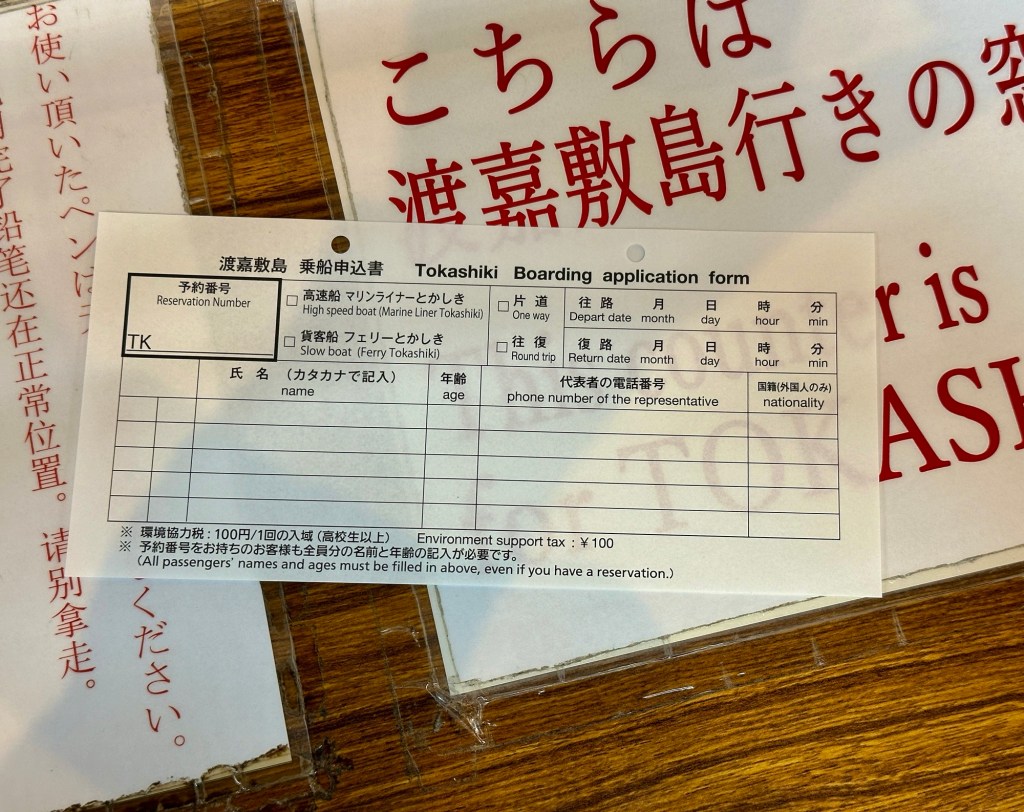 お使い頂いたペンは
完了铅笔还在正常位置。 请别拿走。
ください。
こちらは
渡嘉敷島行きの窓
r is
ASH
渡嘉敷島 乗船申込書 Tokashiki Boarding application form
予約番号
Reservation Number
TK
□ 高速船 マリンライナーとかしき
High speed boat (Marine Liner Tokashiki)
□ 貨客船 フェリーとかしき
Slow boat (Ferry Tokashiki)
□ 片道
One way
□ 往復
Round trip
往路 月 日 時 分
Depart date month day hour min
復路 月 日 時 分
Return date month day hour min
氏名 (カタカナで記入)
name
年齢
age
代表者の電話番号
phone number of the representative
国籍(外国人のみ)
nationality
※ 環境協力税:100円/1回の入域(高校生以上) Environment support tax:¥100
※ 予約番号をお持ちのお客様も全員分の名前と年齢の記入が必要です。
(All passengers' names and ages must be filled in above, even if you have a reservation.)